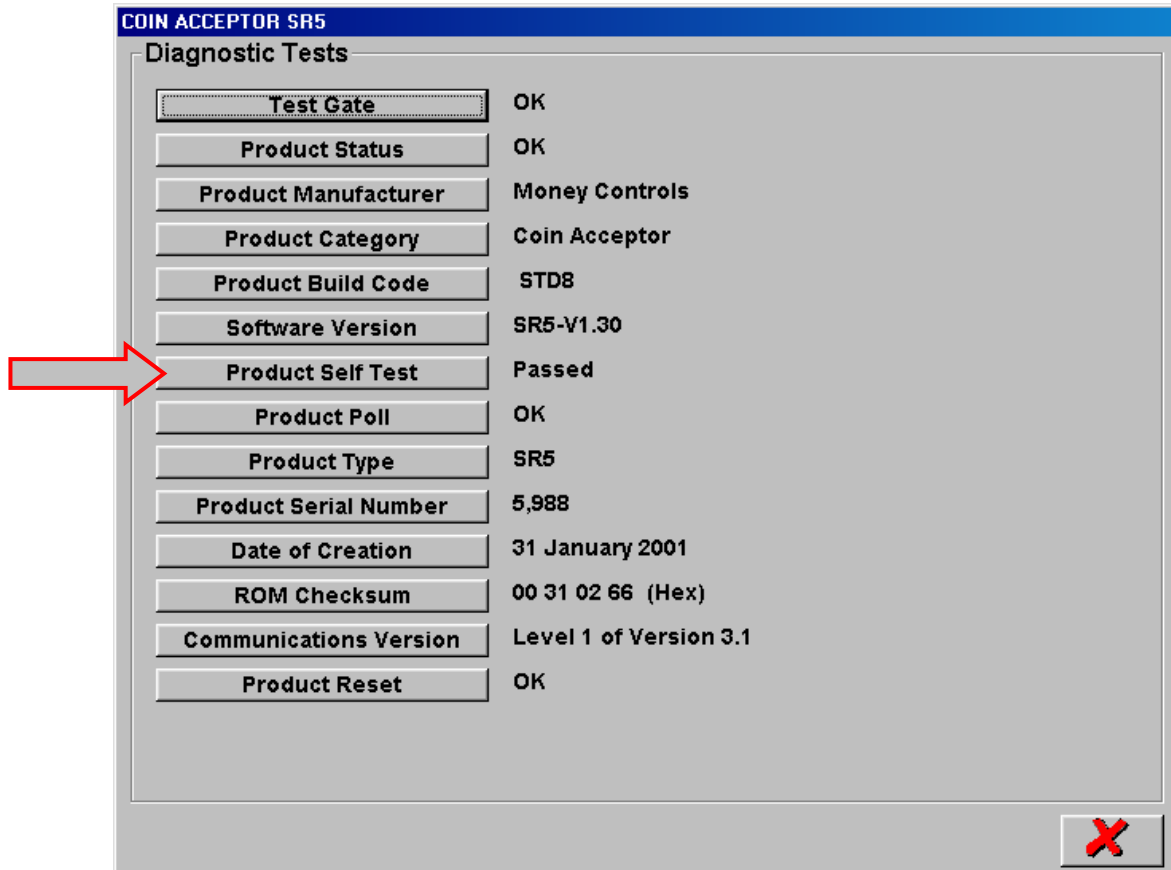 COIN ACCEPTOR SR5
Diagnostic Tests
Test Gate OK
Product Status OK
Product Manufacturer Money Controls
Product Category Coin Acceptor
Product Build Code STD8
Software Version SR5-V1.30
Product Self Test Passed
Product Poll OK
Product Type SR5
Product Serial Number 5,988
Date of Creation 31 January 2001
ROM Checksum 00 31 02 66 (Hex)
Communications Version Level 1 of Version 3.1
Product Reset OK